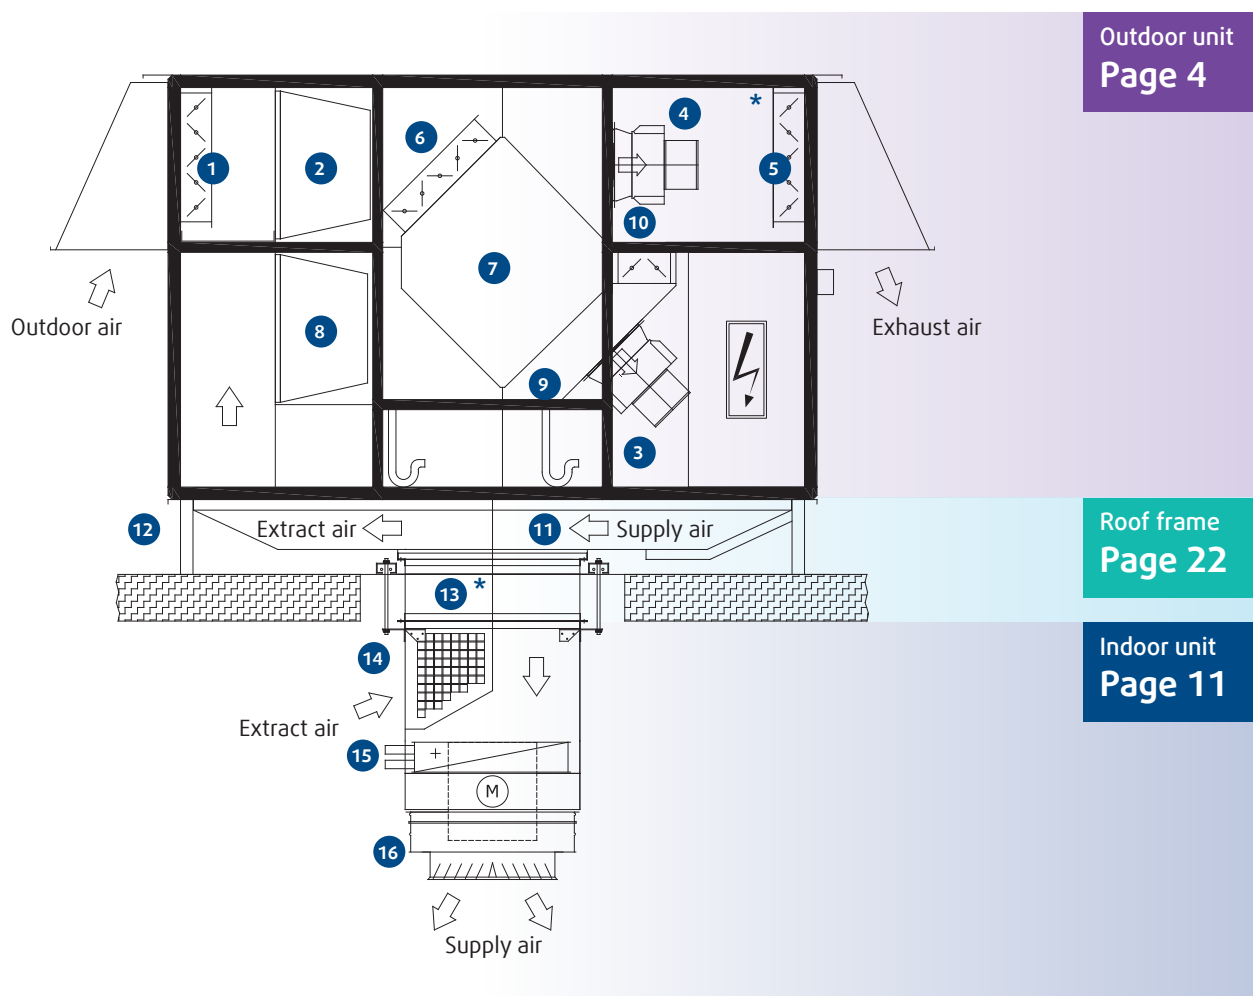 Outdoor unit
Page 4
*
4
6
1
2
5
10
7
Outdoor air
8
Exhaust air
9
3
12
Extract air
11
Supply air
Roof frame
Page 22
13 *
14
Indoor unit
Page 11
Extract air
15
+
M
16
Supply air